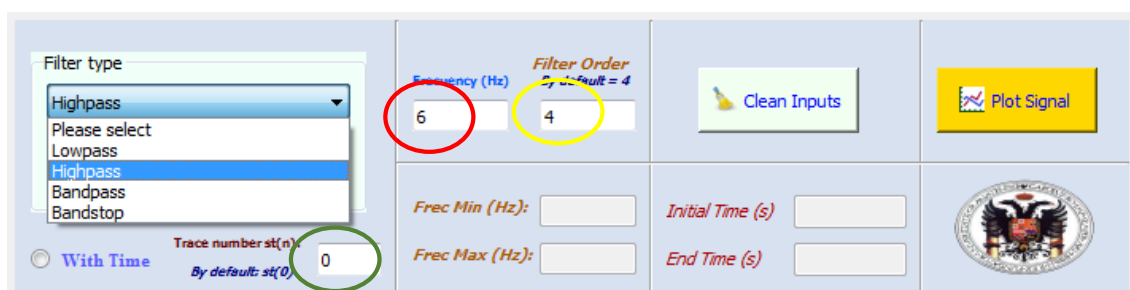 Filter type
Highpass
Please select
Lowpass
Highpass
Bandpass
Bandstop
With Time
Trace number st(n):
By default: st(0)
0
Filter Order
Frecuency (Hz)
By default = 4
6
4
Clean Inputs
Plot Signal
Frec Min (Hz):
Frec Max (Hz):
Initial Time (s)
End Time (s)